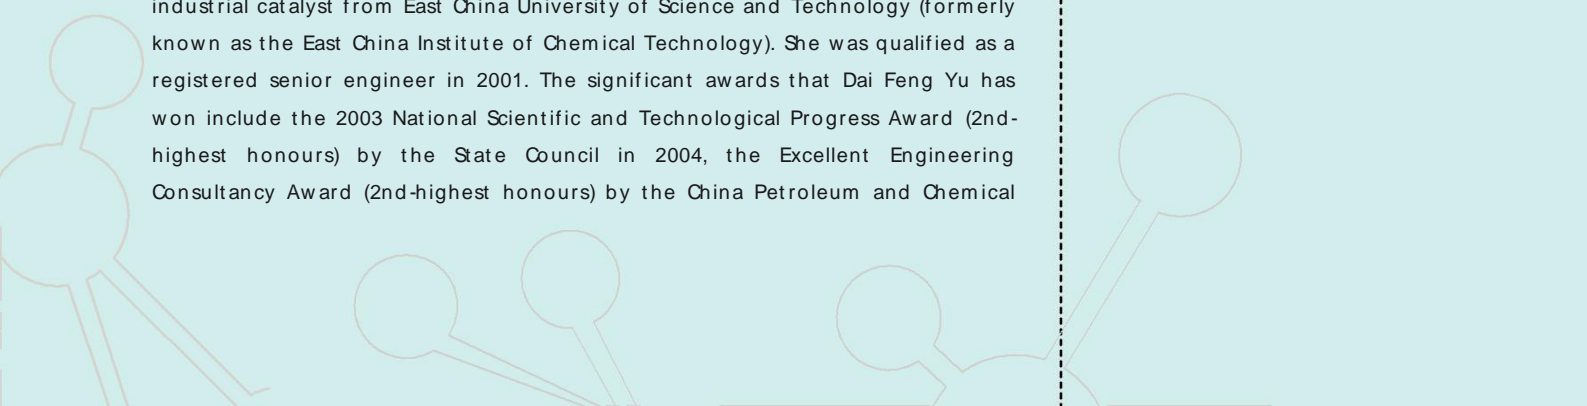 industrial catalyst from East China University of Science and Technology (formerly
known as the East China Institute of Chemical Technology). She was qualified as a
registered senior engineer in 2001. The significant awards that Dai Feng Yu has
won include the 2003 National Scientific and Technological Progress Award (2nd-
highest honours) by the State Council in 2004, the Excellent Engineering
Consultancy Award (2nd-highest honours) by the China Petroleum and Chemical